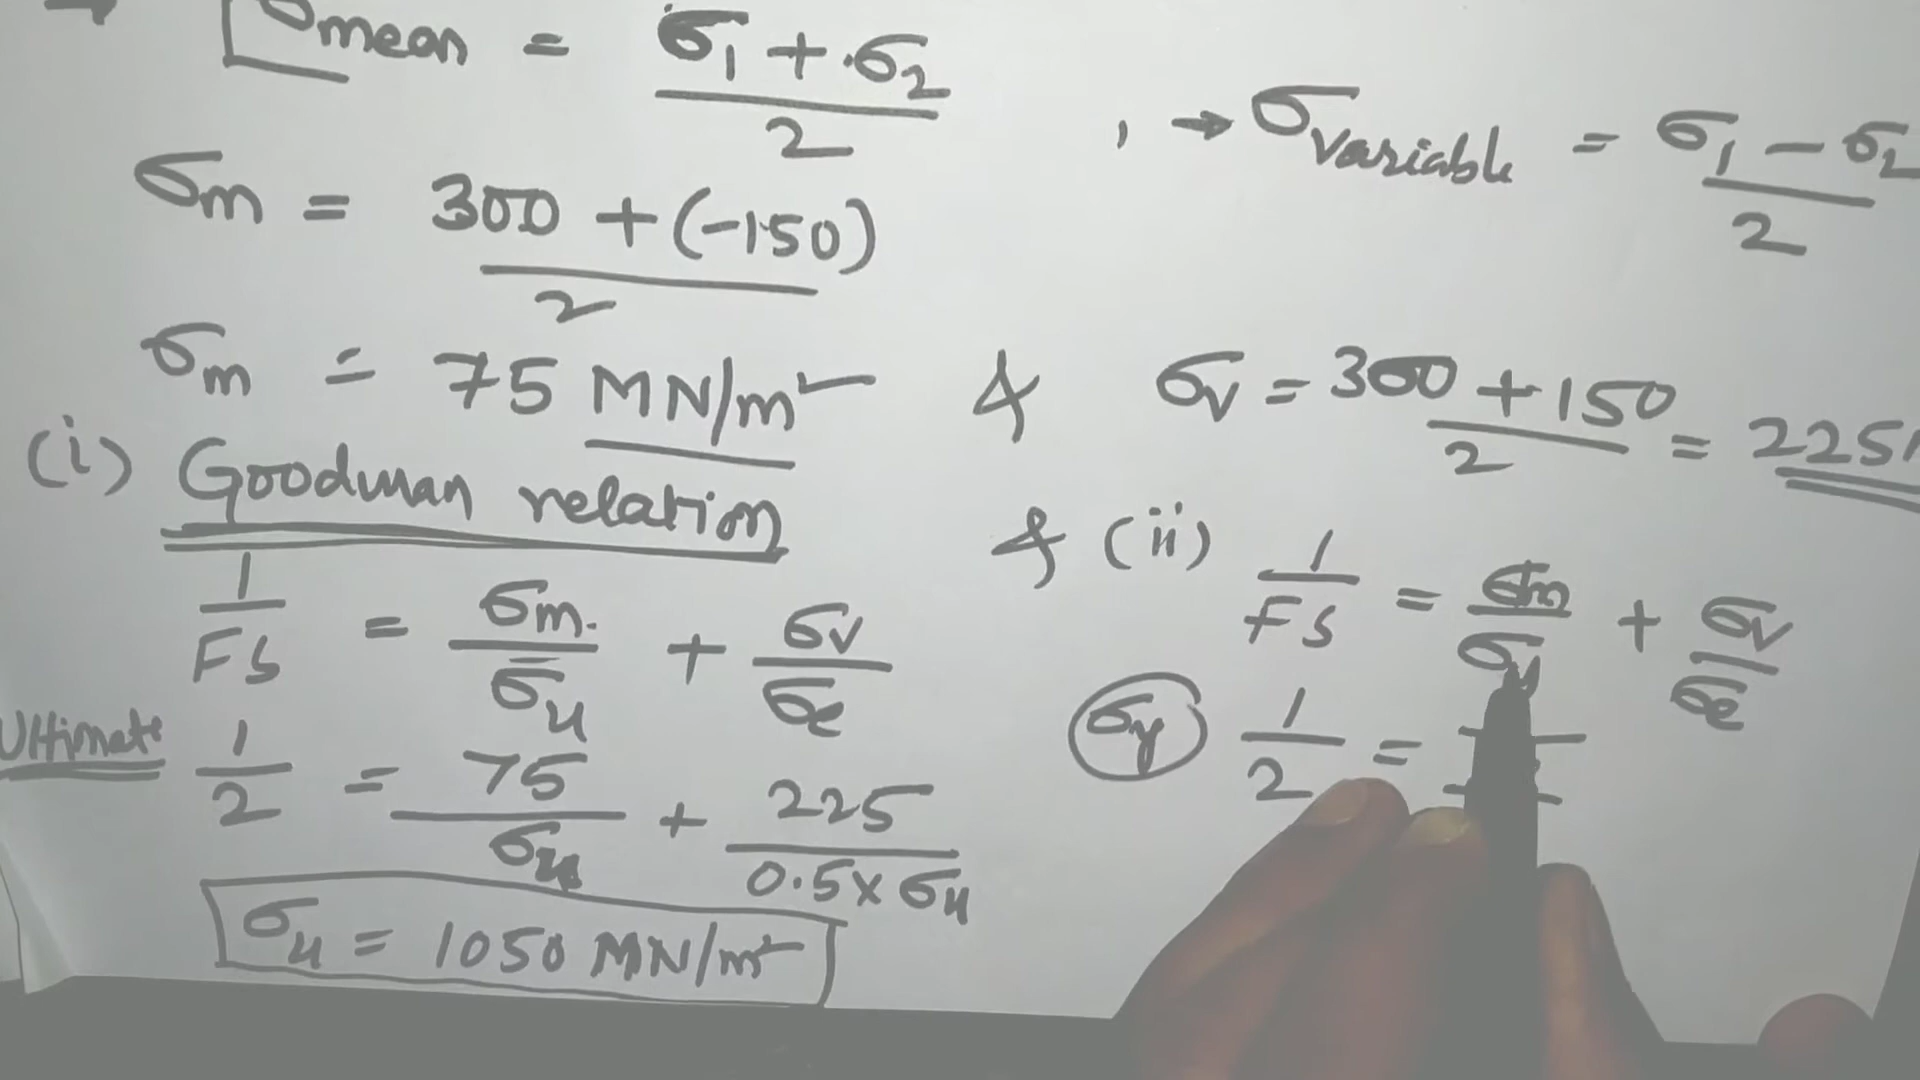 σmean = σ1 + σ2 / 2
, → σvariable = σ1 - σ2 / 2
σm = 300 + (-150) / 2
σm = 75 MN/m²
& σv = 300 + 150 / 2 = 225
(i) Goodman relation
1/FS = σm/σu + σv/σe
Ultimate 1/2 = 75/σu + 225/0.5×σu
σu = 1050 MN/m²
& (ii) 1/FS = σm/σy + σv/σe
σy 1/2 =